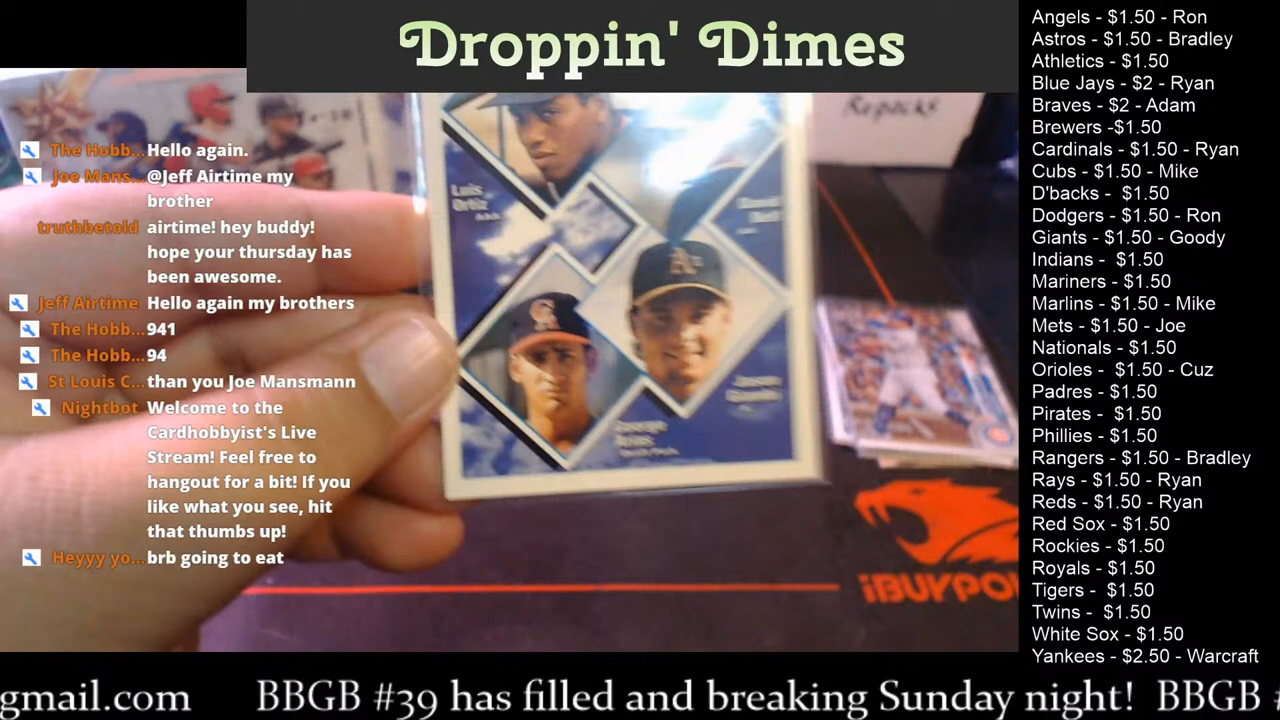 Droppin' Dimes
Repacks
The Hobb... Hello again.
Joe Mans... @Jeff Airtime my
brother
truthbetold airtime! hey buddy!
hope your thursday has
been awesome.
Jeff Airtime Hello again my brothers
The Hobb... 941
The Hobb... 94
St Louis C... than you Joe Mansmann
Nightbot Welcome to the
Cardhobbyist's Live
Stream! Feel free to
hangout for a bit! If you
like what you see, hit
that thumbs up!
Heyyy yo... brb going to eat
Luis
Ortiz
A's
George
iBUYPO
Angels - $1.50 - Ron
Astros - $1.50 - Bradley
Athletics - $1.50
Blue Jays - $2 - Ryan
Braves - $2 - Adam
Brewers -$1.50
Cardinals - $1.50 - Ryan
Cubs - $1.50 - Mike
D'backs -  $1.50
Dodgers - $1.50 - Ron
Giants - $1.50 - Goody
Indians -  $1.50
Mariners - $1.50
Marlins - $1.50 - Mike
Mets - $1.50 - Joe
Nationals - $1.50
Orioles  - $1.50 - Cuz
Padres - $1.50
Pirates -  $1.50
Phillies - $1.50
Rangers - $1.50 - Bradley
Rays - $1.50 - Ryan
Reds - $1.50 - Ryan
Red Sox - $1.50
Rockies - $1.50
Royals - $1.50
Tigers -  $1.50
Twins -  $1.50
White Sox - $1.50
Yankees - $2.50 - Warcraft
gmail.com BBGB #39 has filled and breaking Sunday night! BBGB